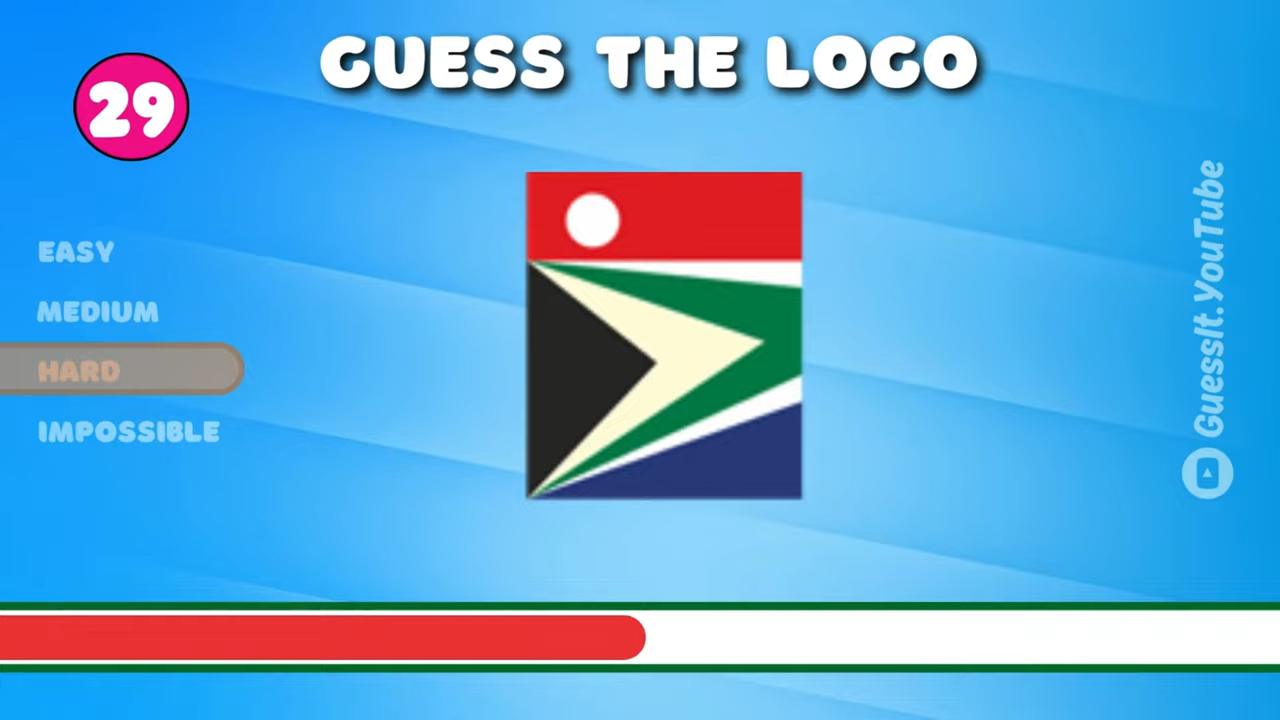 GUESS THE LOGO
29
EASY
MEDIUM
HARD
IMPOSSIBLE
GuessIt.YouTube